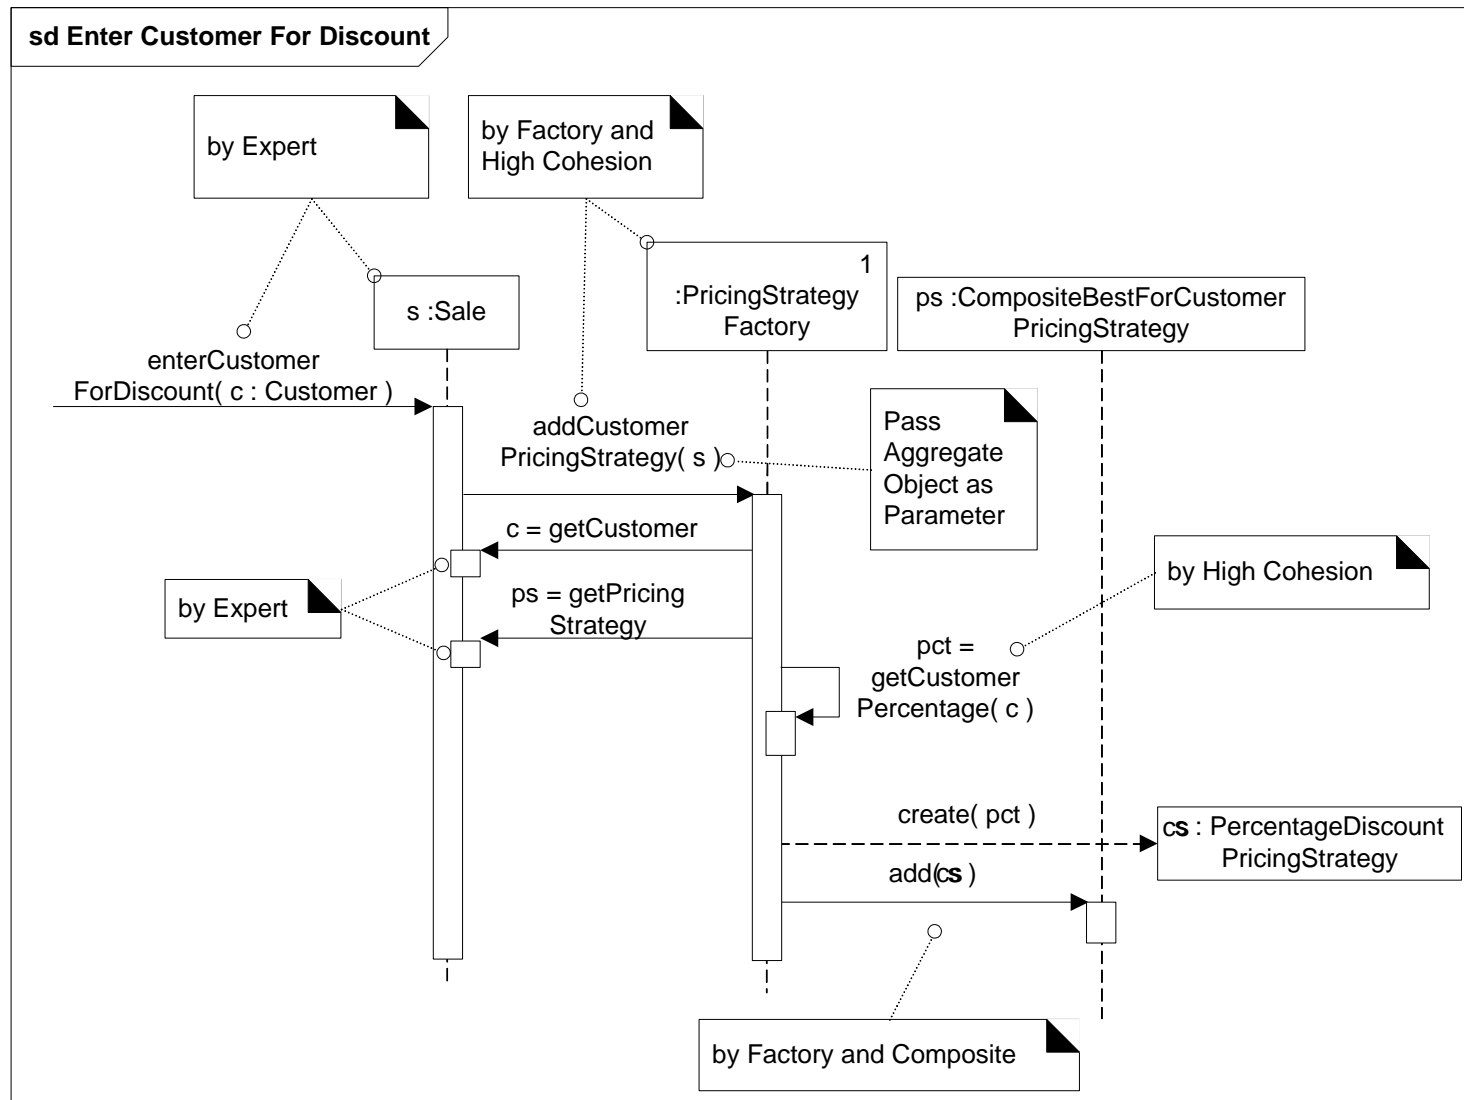 sd Enter Customer For Discount
by Expert
by Factory and
High Cohesion
1
:PricingStrategy
Factory
s :Sale
ps :CompositeBestForCustomer
PricingStrategy
enterCustomer
ForDiscount( c : Customer )
addCustomer
PricingStrategy( s )
Pass
Aggregate
Object as
Parameter
c = getCustomer
by High Cohesion
by Expert
ps = getPricing
Strategy
pct =
getCustomer
Percentage( c )
create( pct )
cs : PercentageDiscount
PricingStrategy
add(cs )
by Factory and Composite